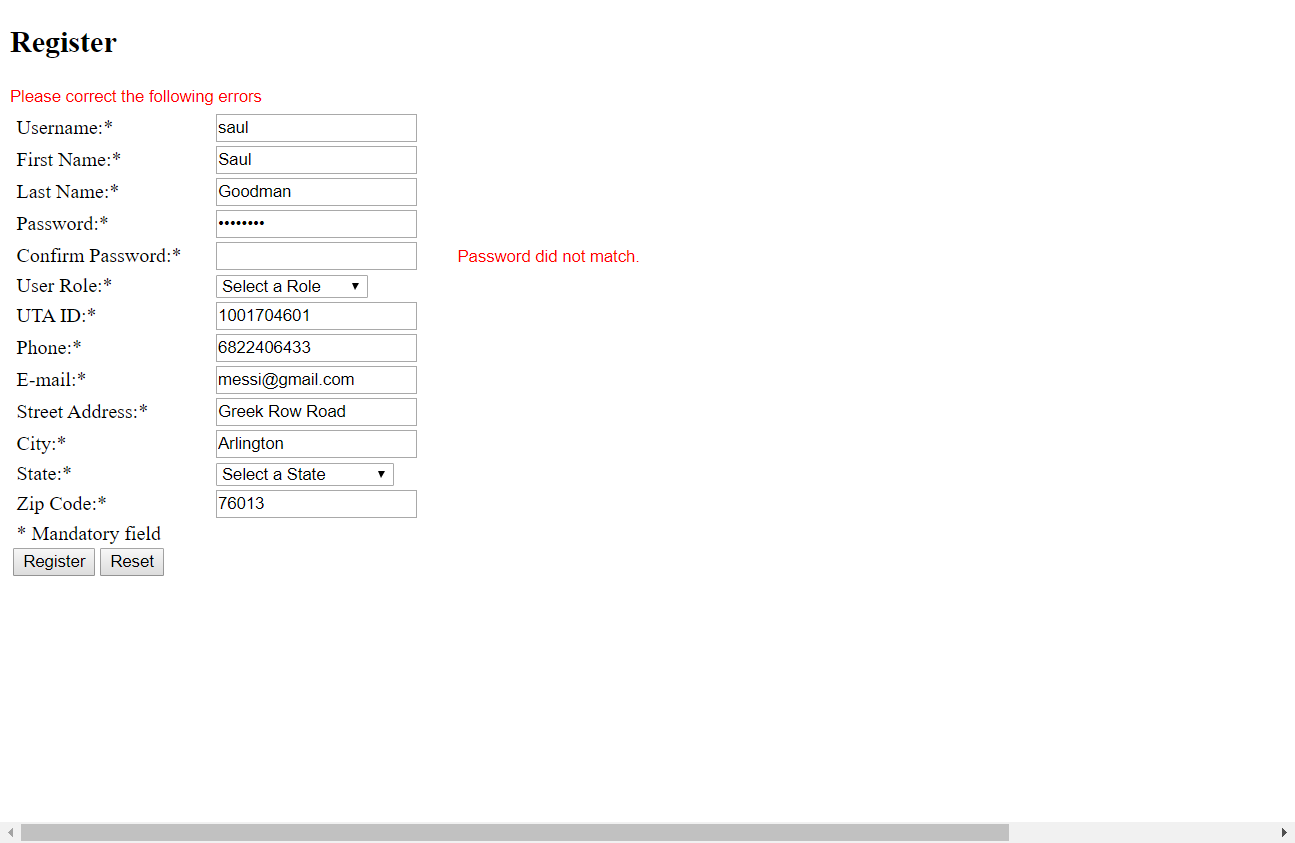 Register
Please correct the following errors
Username:* saul
First Name:* Saul
Last Name:* Goodman
Password:* ••••••••
Confirm Password:* Password did not match.
User Role:* Select a Role
UTA ID:* 1001704601
Phone:* 6822406433
E-mail:* messi@gmail.com
Street Address:* Greek Row Road
City:* Arlington
State:* Select a State
Zip Code:* 76013
* Mandatory field
Register Reset